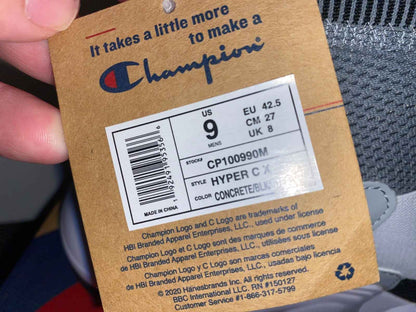 It takes a little more
to make a
Champion
US
9
MENS
EU 42.5
CM 27
UK 8
STOCK# CP100990M
STYLE HYPER C X
COLOR CONCRETE/BL
MADE IN CHINA
Champion Logo and C Logo are trademarks of
HBI Branded Apparel Enterprises, LLC., used under license
Champion Logo et C Logo sont des marques de
HBI Branded Apparel Enterprises, LLC., utilisées sous license
Champion Logo y C Logo son marcas comerciales
de HBI Branded Apparel Enterprises, LLC., usadas bajo licencia
© 2020 Hanesbrands Inc. All rights reserved.
BBC International LLC. RN #150127
Customer Service #1-866-317-5799